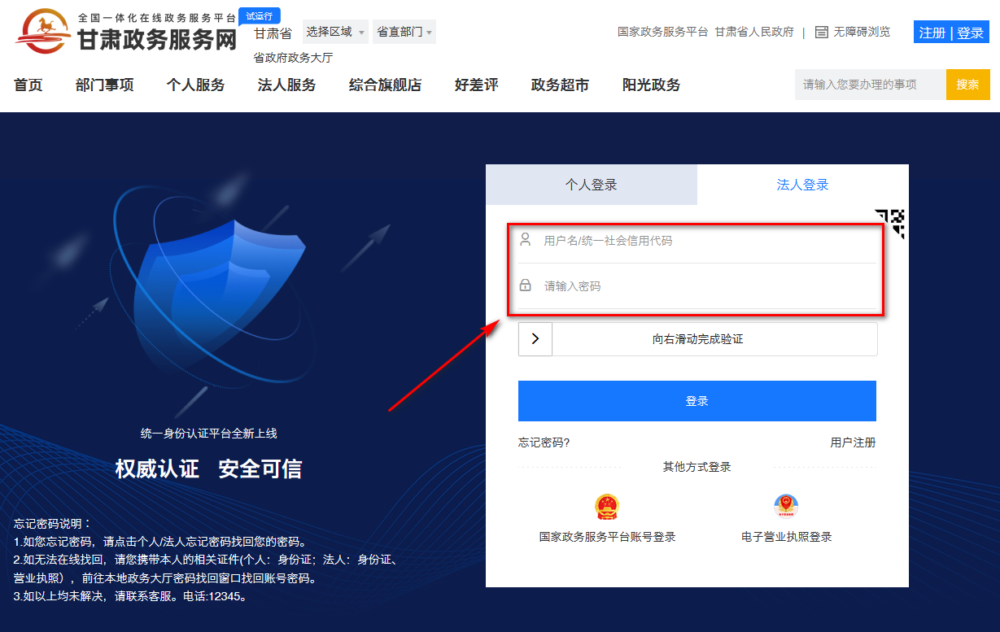 全国一体化在线政务服务平台
甘肃政务服务网
试运行
甘肃省 选择区域 省直部门
省政府政务大厅
国家政务服务平台 甘肃省人民政府 | 无障碍浏览
注册 | 登录
首页 部门事项 个人服务 法人服务 综合旗舰店 好差评 政务超市 阳光政务
请输入您要办理的事项 搜索
统一身份认证平台全新上线
权威认证 安全可信
忘记密码说明：
1.如您忘记密码，请点击个人/法人忘记密码找回您的密码。
2.如无法在线找回，请您携带本人的相关证件(个人：身份证；法人：身份证、
营业执照），前往本地政务大厅密码找回窗口找回账号密码。
3.如以上均未解决，请联系客服。电话:12345。
个人登录 法人登录
用户名/统一社会信用代码
请输入密码
向右滑动完成验证
登录
忘记密码? 用户注册
其他方式登录
国家政务服务平台账号登录 电子营业执照登录